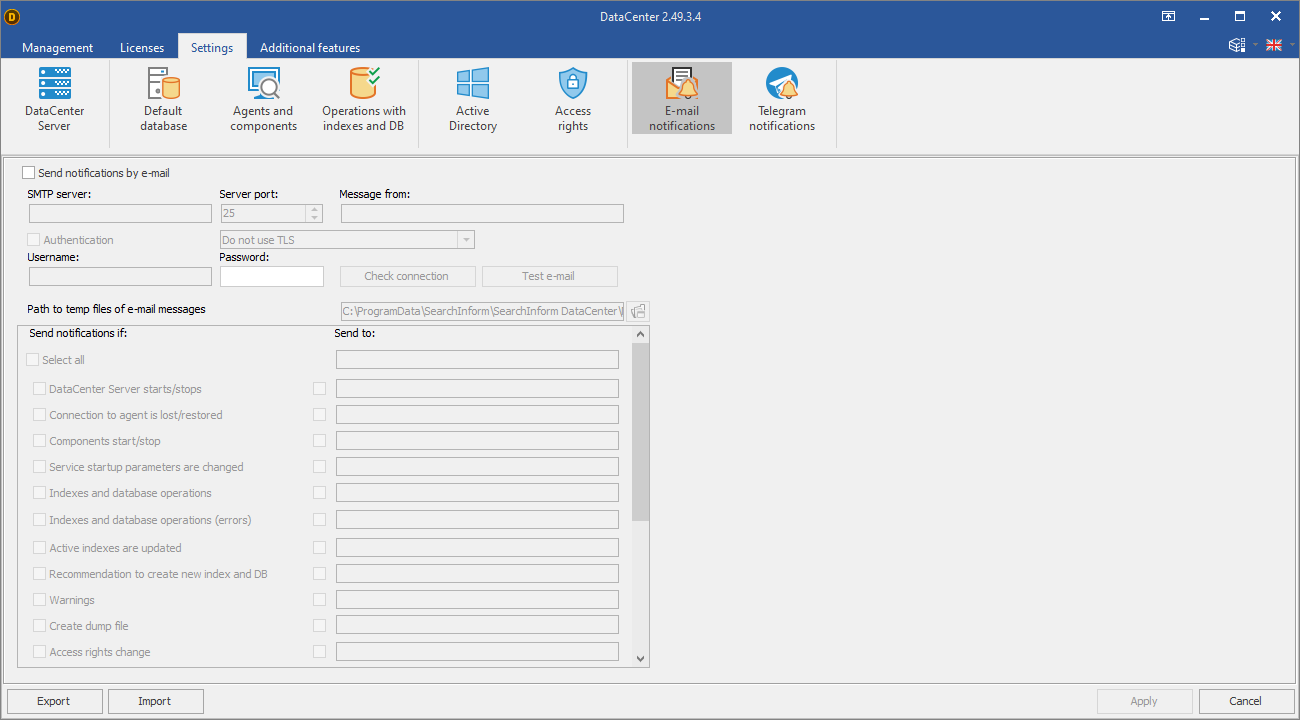 D
DataCenter 2.49.3.4
Management
Licenses
Settings
Additional features
DataCenter
Server
Default
database
Agents and
components
Operations with
indexes and DB
Active
Directory
Access
rights
E-mail
notifications
Telegram
notifications
Send notifications by e-mail
SMTP server:
Server port:
Message from:
25
Authentication
Do not use TLS
Username:
Password:
Check connection
Test e-mail
Path to temp files of e-mail messages
C:\ProgramData\SearchInform\SearchInform DataCenter\
Send notifications if:
Send to:
Select all
DataCenter Server starts/stops
Connection to agent is lost/restored
Components start/stop
Service startup parameters are changed
Indexes and database operations
Indexes and database operations (errors)
Active indexes are updated
Recommendation to create new index and DB
Warnings
Create dump file
Access rights change
Export
Import
Apply
Cancel